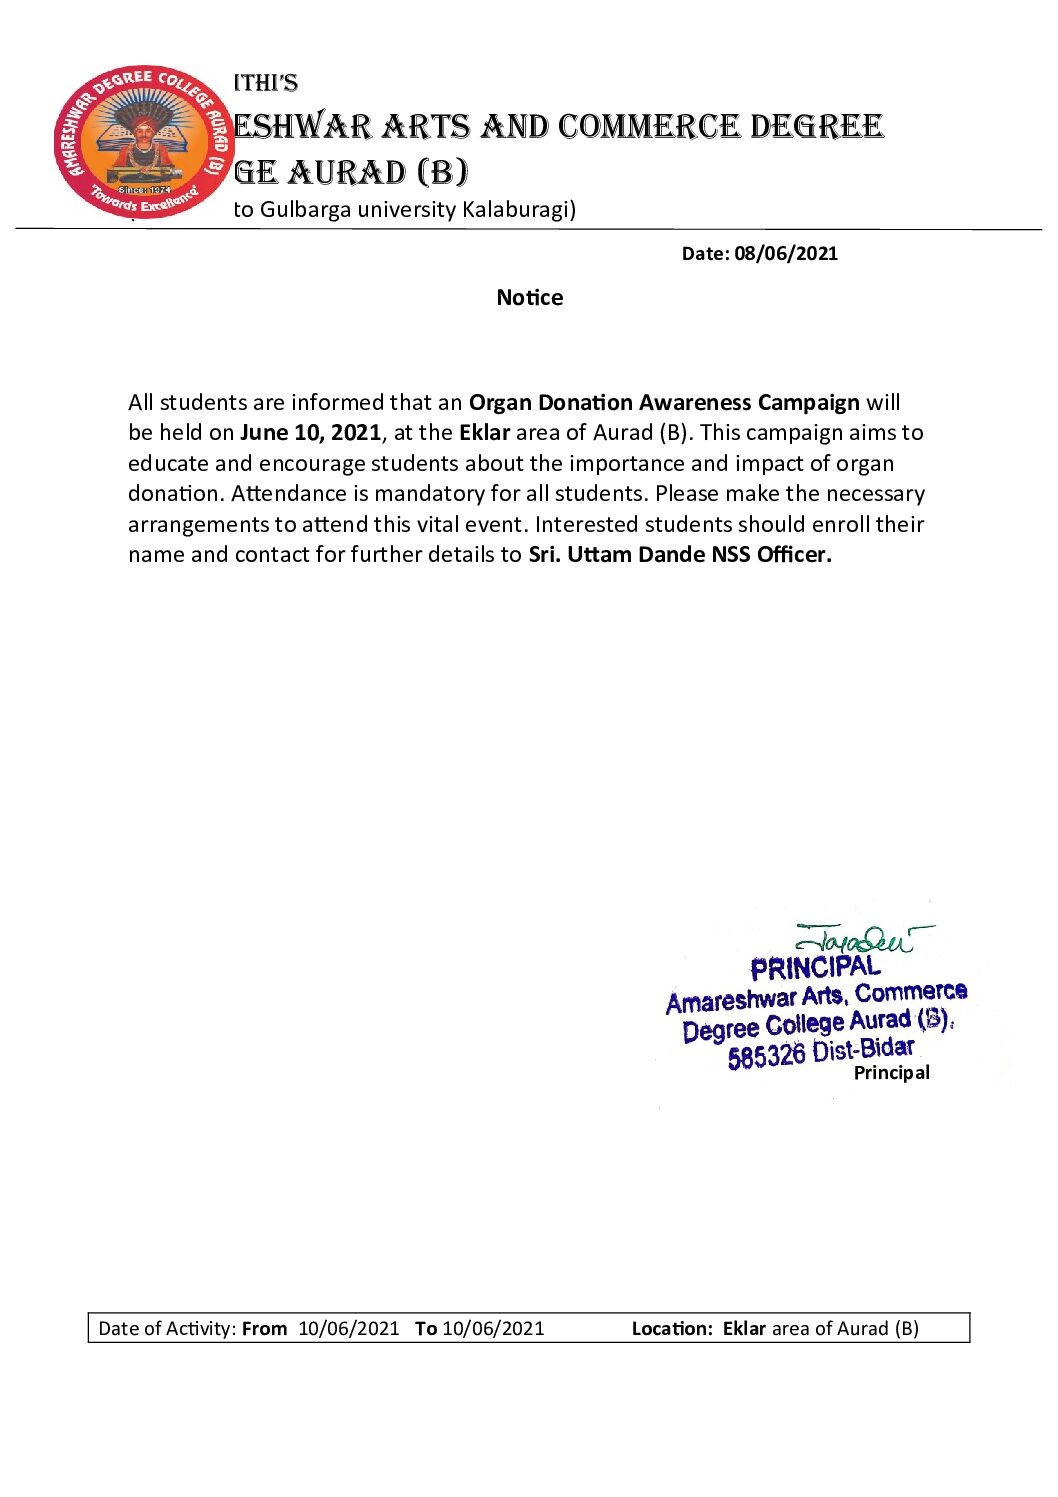 AMARESHWAR DEGREE COLLEGE AURAD (B)
Since 1974
'Towards Excellence'
ITHI'S
ESHWAR ARTS AND COMMERCE DEGREE
GE AURAD (B)
to Gulbarga university Kalaburagi)
Date: 08/06/2021
Notice
All students are informed that an Organ Donation Awareness Campaign will
be held on June 10, 2021, at the Eklar area of Aurad (B). This campaign aims to
educate and encourage students about the importance and impact of organ
donation. Attendance is mandatory for all students. Please make the necessary
arrangements to attend this vital event. Interested students should enroll their
name and contact for further details to Sri. Uttam Dande NSS Officer.
PRINCIPAL
Amareshwar Arts, Commerce
Degree College Aurad (B),
585326 Dist-Bidar
Principal
Date of Activity: From 10/06/2021 To 10/06/2021 Location: Eklar area of Aurad (B)